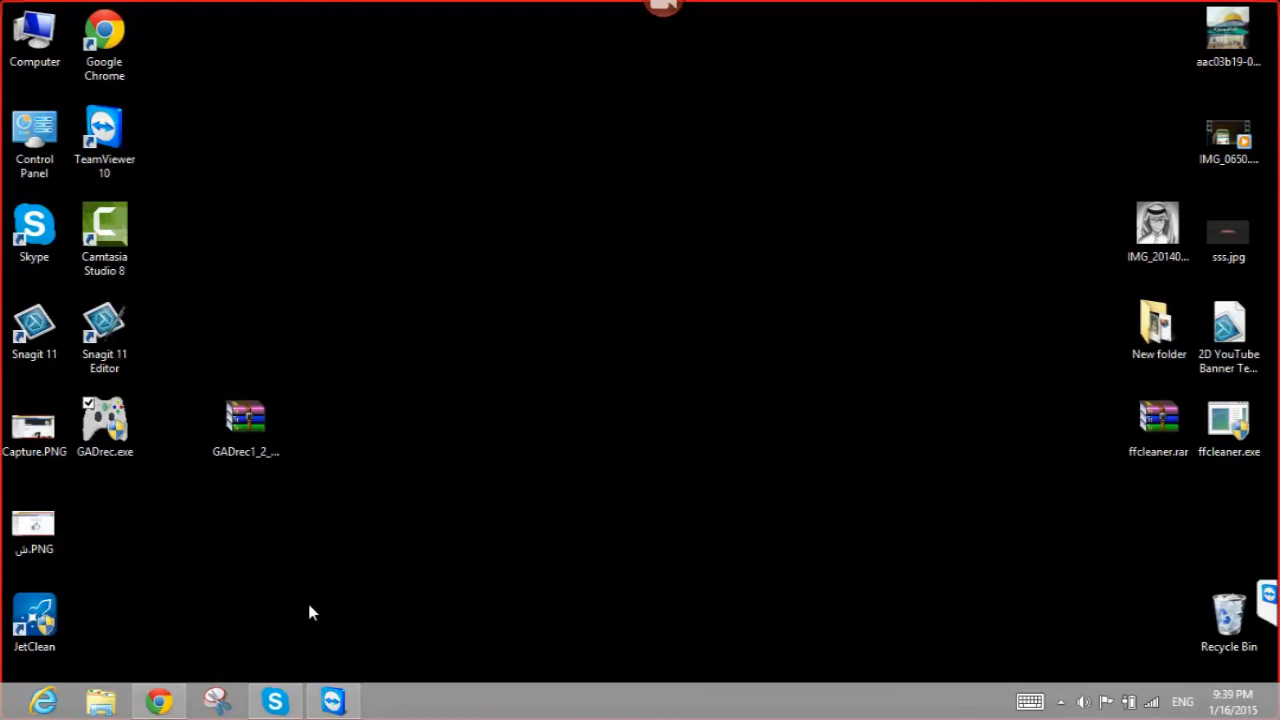 Computer
Google
Chrome
aac03b19-0...
Control
Panel
TeamViewer
10
IMG_0650....
Skype
Camtasia
Studio 8
IMG_20140...
sss.jpg
Snagit 11
Snagit 11
Editor
New folder
2D YouTube
Banner Te...
Capture.PNG
GADrec.exe
GADrec1_2_...
ffcleaner.rar
ffcleaner.exe
ش.PNG
JetClean
Recycle Bin
ENG
9:39 PM
1/16/2015